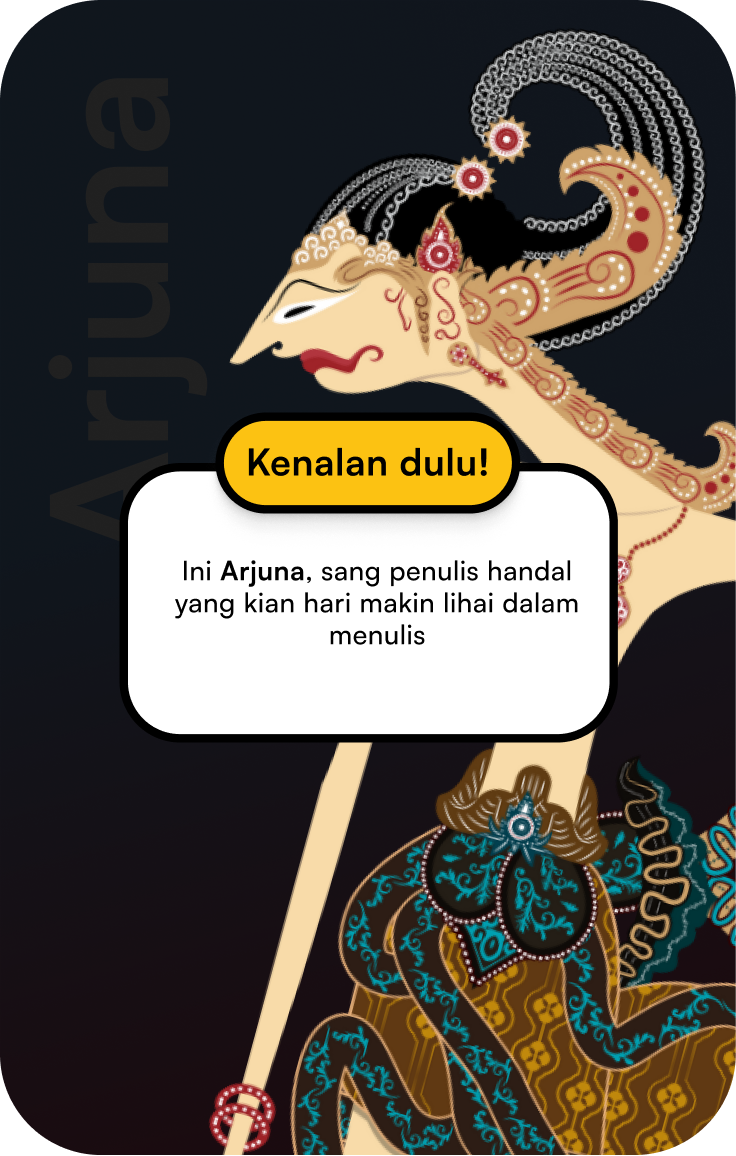 Arjuna
Kenalan dulu!
Ini Arjuna, sang penulis handal
yang kian hari makin lihai dalam
menulis